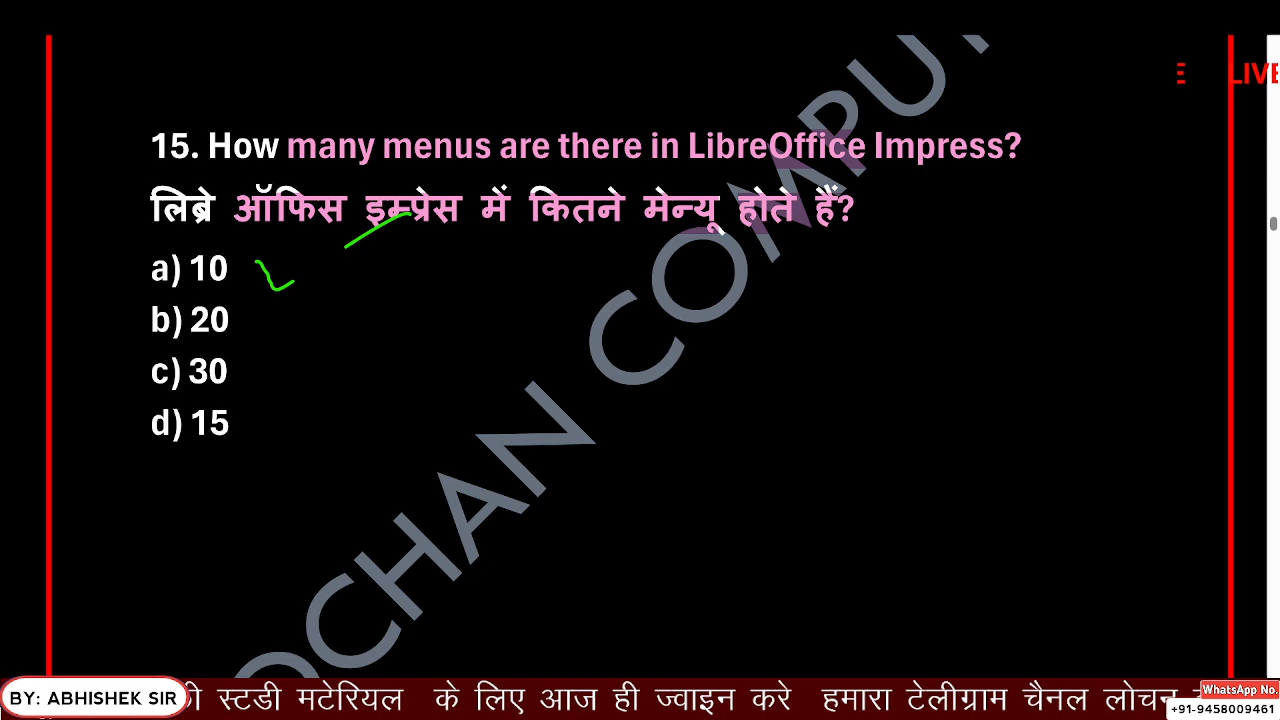 LIVE
15. How many menus are there in LibreOffice Impress?
लिब्रे ऑफिस इम्प्रेस में कितने मेन्यू होते हैं?
a) 10
b) 20
c) 30
d) 15
OCHAN COMPU
BY: ABHISHEK SIR
स्टडी मटेरियल के लिए आज ही ज्वाइन करे हमारा टेलीग्राम चैनल लोचन
WhatsApp No.
+91-9458009461